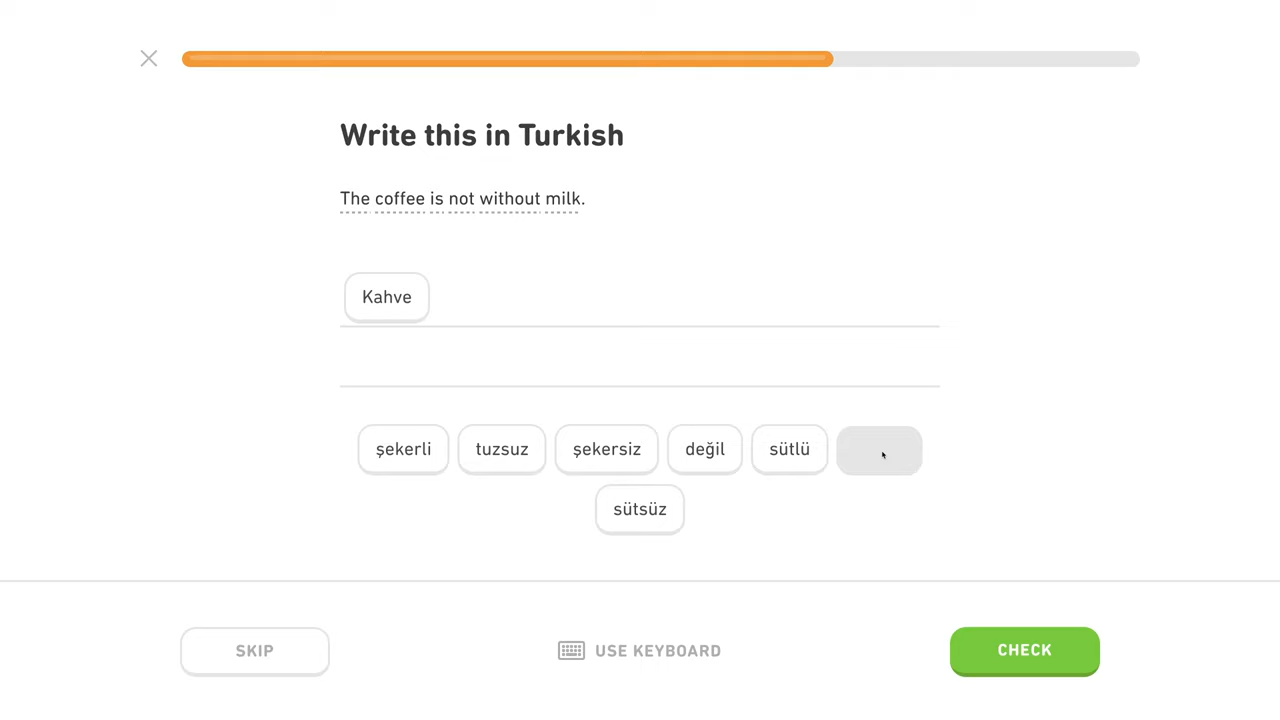 Write this in Turkish
The coffee is not without milk.
Kahve
şekerli tuzsuz şekersiz değil sütlü
sütsüz
SKIP USE KEYBOARD CHECK